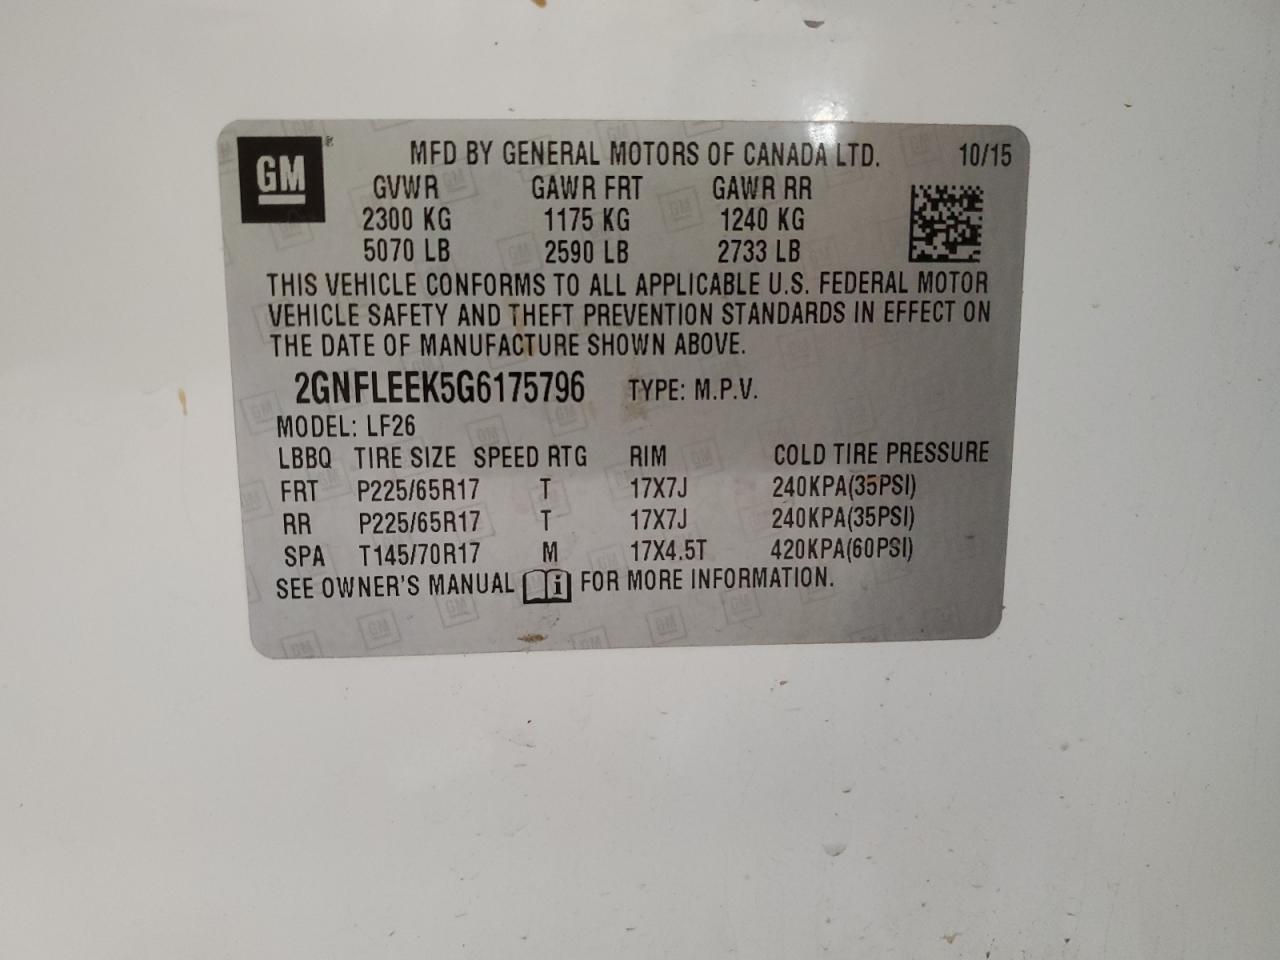 GM MFD BY GENERAL MOTORS OF CANADA LTD. 10/15
GVWR GAWR FRT GAWR RR
2300 KG 1175 KG 1240 KG
5070 LB 2590 LB 2733 LB
THIS VEHICLE CONFORMS TO ALL APPLICABLE U.S. FEDERAL MOTOR
VEHICLE SAFETY AND THEFT PREVENTION STANDARDS IN EFFECT ON
THE DATE OF MANUFACTURE SHOWN ABOVE.
2GNFLEEK5G6175796 TYPE: M.P.V.
MODEL: LF26
LBBQ TIRE SIZE SPEED RTG RIM COLD TIRE PRESSURE
FRT P225/65R17 T 17X7J 240KPA(35PSI)
RR P225/65R17 T 17X7J 240KPA(35PSI)
SPA T145/70R17 M 17X4.5T 420KPA(60PSI)
SEE OWNER'S MANUAL i FOR MORE INFORMATION.